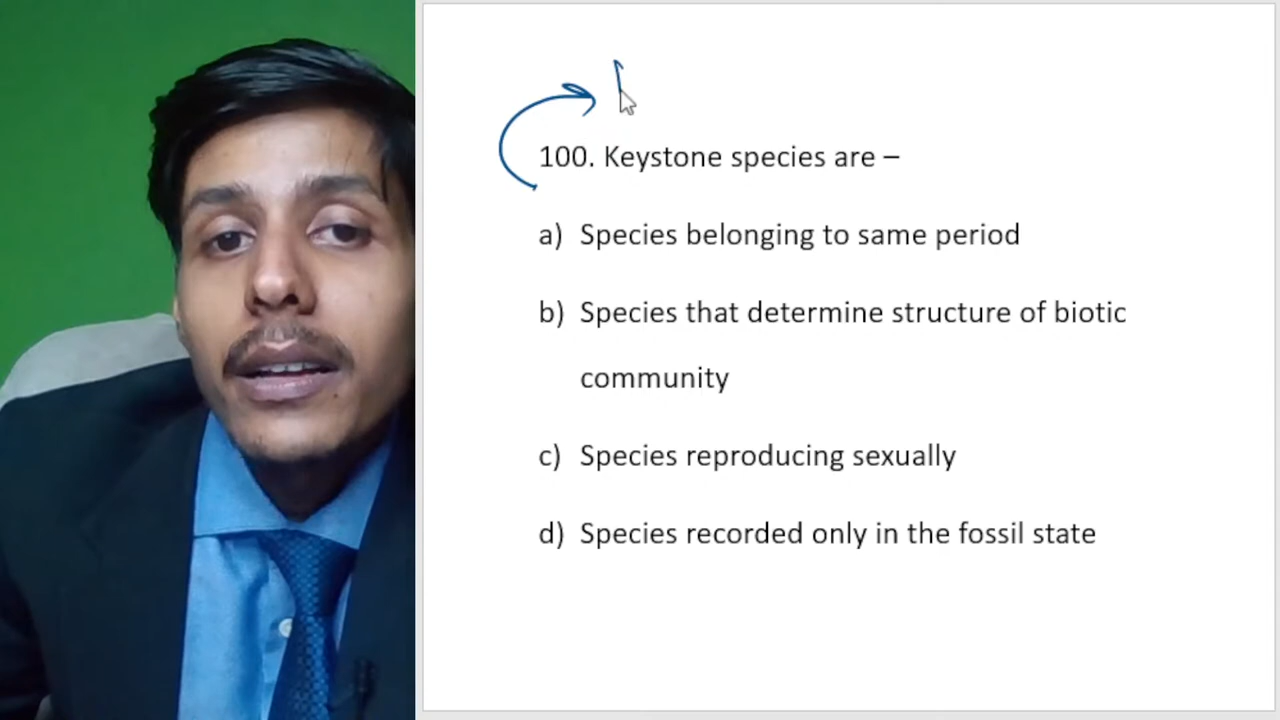 100. Keystone species are –
a) Species belonging to same period
b) Species that determine structure of biotic
community
c) Species reproducing sexually
d) Species recorded only in the fossil state